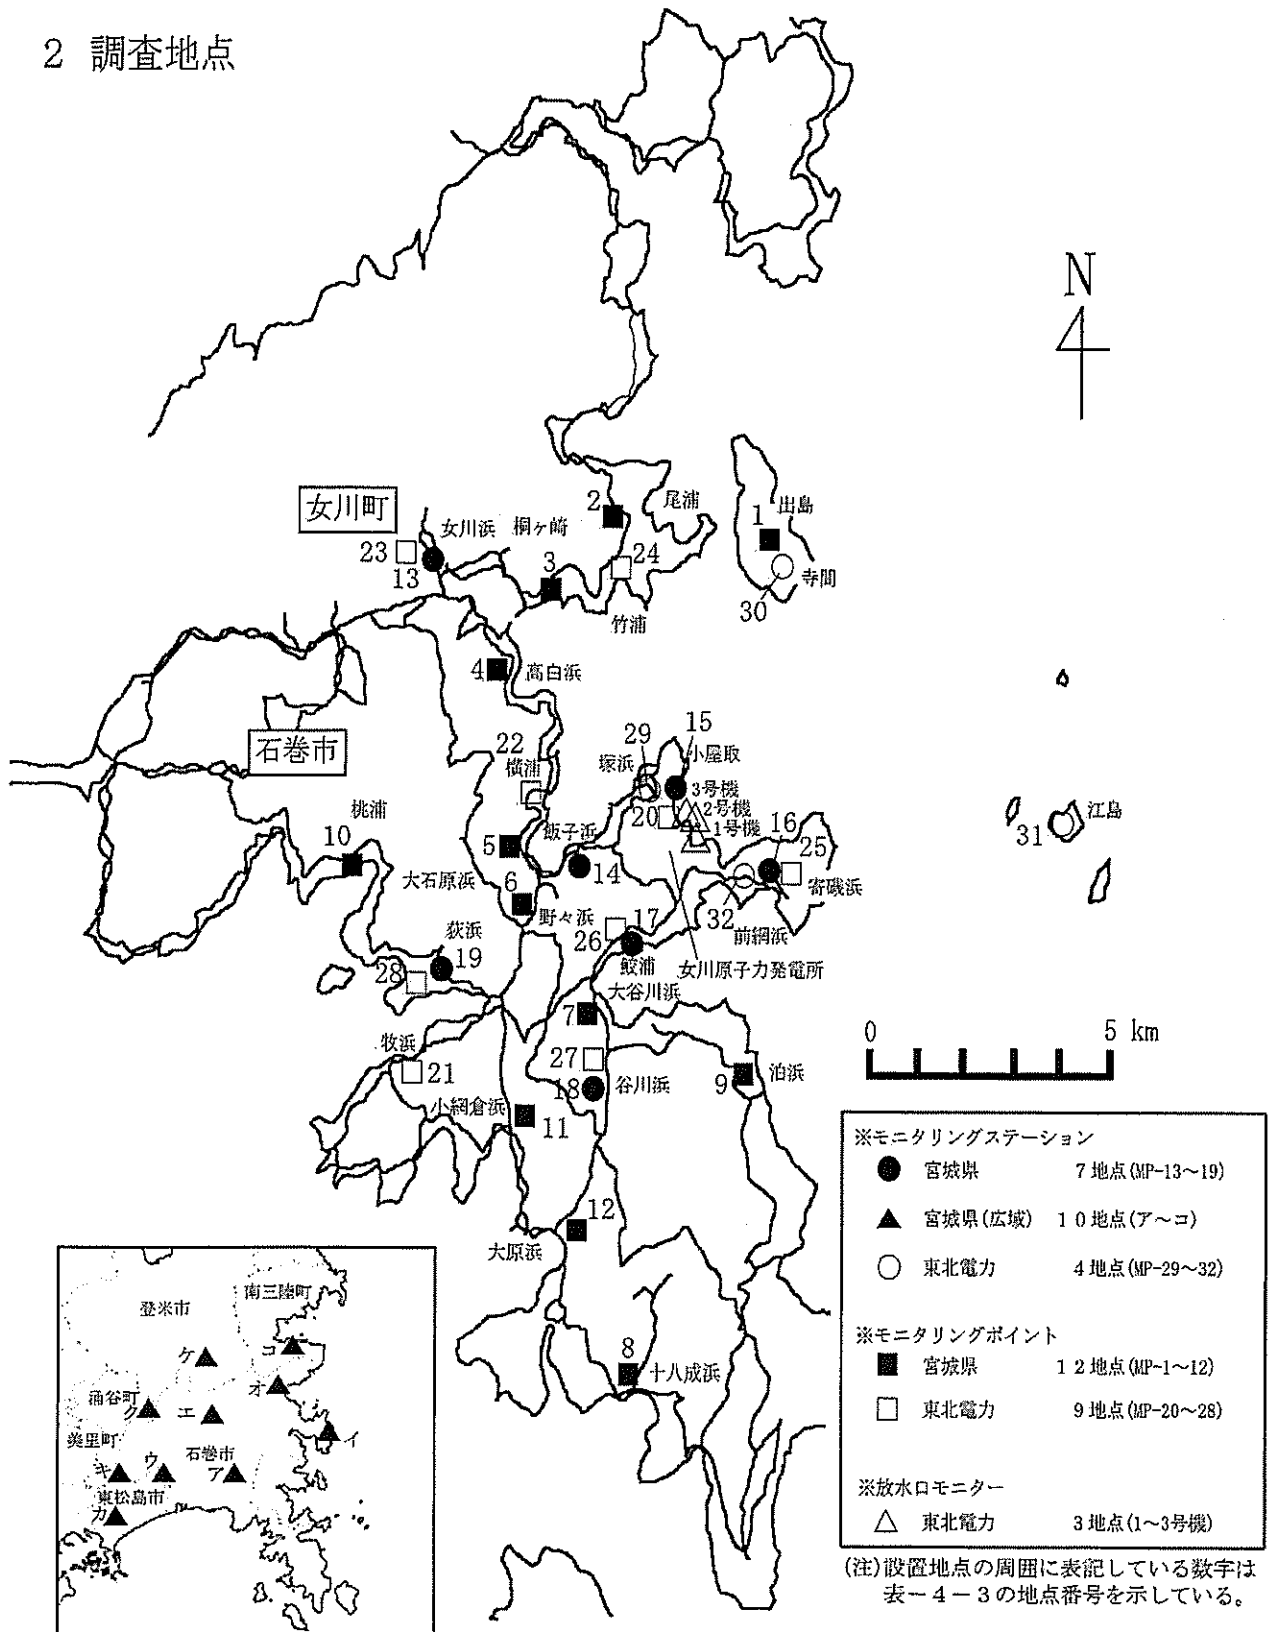 2 調査地点
N
女川町
女川浜
桐ヶ崎
2
尾浦
1
出島
23
13
3
24
寺間
30
竹浦
4
高白浜
石巻市
22
横浦
29
15
塚浜
小屋取
3号機
2号機
1号機
20
16
25
江島
31
桃浦
10
飯子浜
5
14
大石原浜
6
寄磯浜
32
前網浜
野々浜
17
26
鮫浦
女川原子力発電所
荻浜
19
28
大谷川浜
7
0 5 km
牧浜
21
27
18
谷川浜
9
泊浜
小網倉浜
11
12
大原浜
8
十八成浜
※モニタリングステーション
宮城県 7地点(MP-13～19)
宮城県(広域) 10地点(ア～コ)
東北電力 4地点(MP-29～32)
※モニタリングポイント
宮城県 12地点(MP-1～12)
東北電力 9地点(MP-20～28)
※放水口モニター
東北電力 3地点(1～3号機)
(注)設置地点の周囲に表記している数字は
表－4－3の地点番号を示している。
南三陸町
登米市
ケ
コ
オ
涌谷町
ク
エ
イ
美里町
石巻市
キ
ウ
ア
東松島市
カ